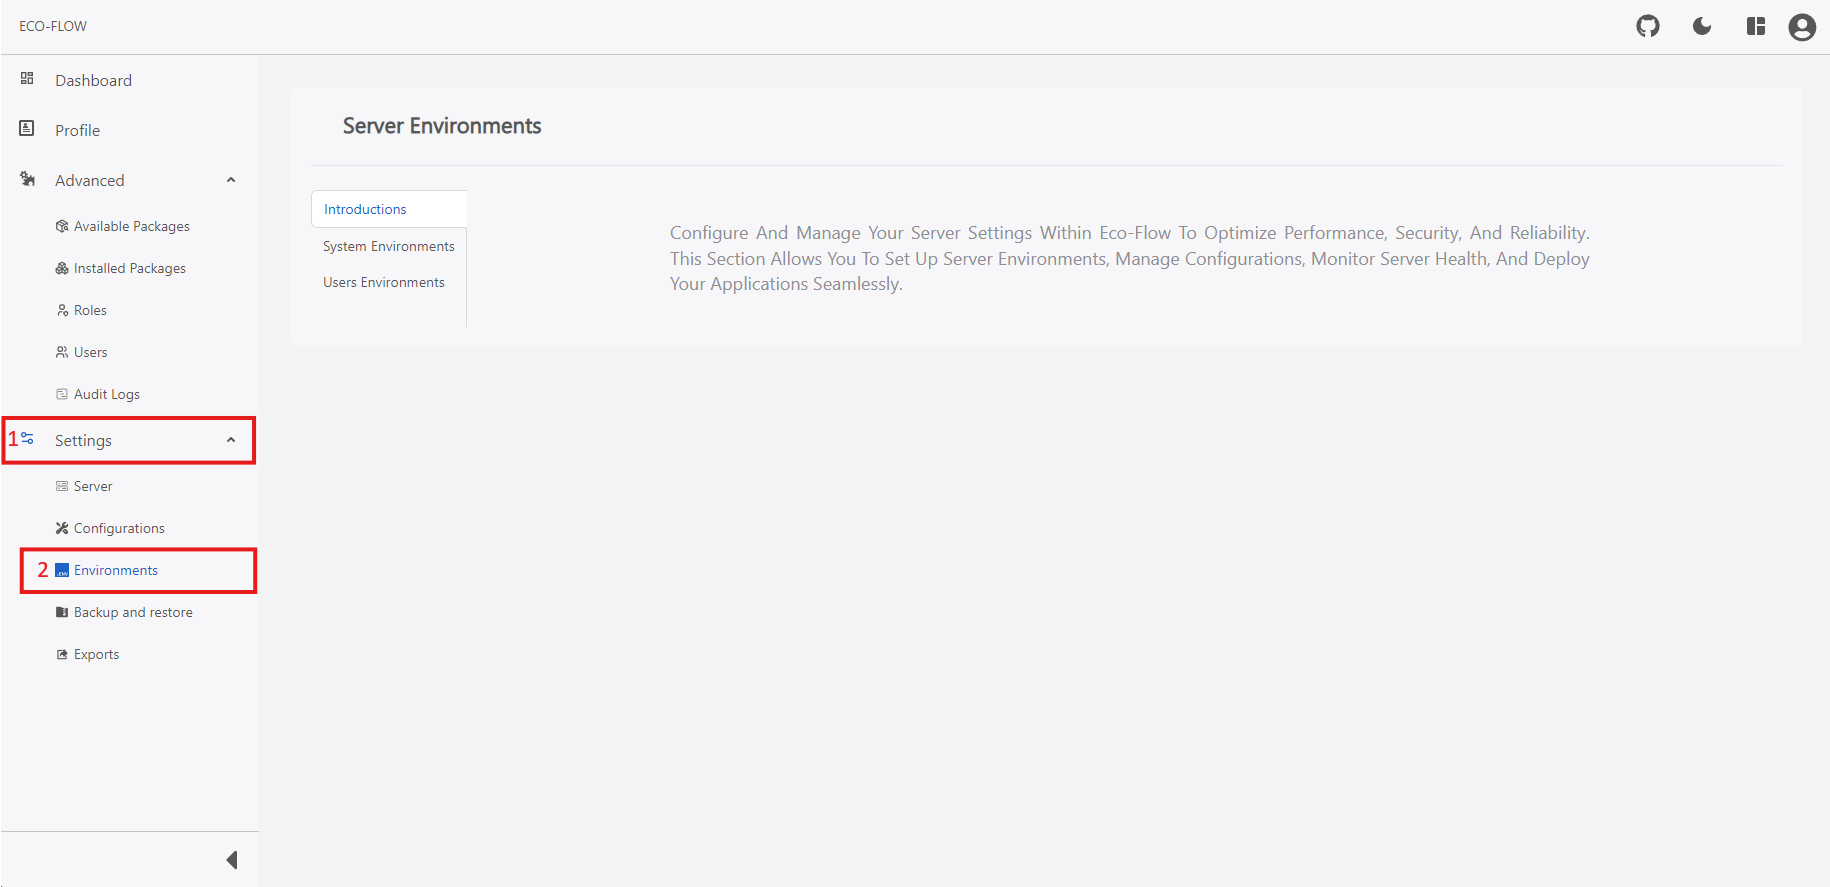 ECO-FLOW
Dashboard
Profile
Advanced
Available Packages
Installed Packages
Roles
Users
Audit Logs
1 Settings
Server
Configurations
2 .ENV Environments
Backup and restore
Exports
Server Environments
Introductions
System Environments
Users Environments
Configure And Manage Your Server Settings Within Eco-Flow To Optimize Performance, Security, And Reliability.
This Section Allows You To Set Up Server Environments, Manage Configurations, Monitor Server Health, And Deploy
Your Applications Seamlessly.